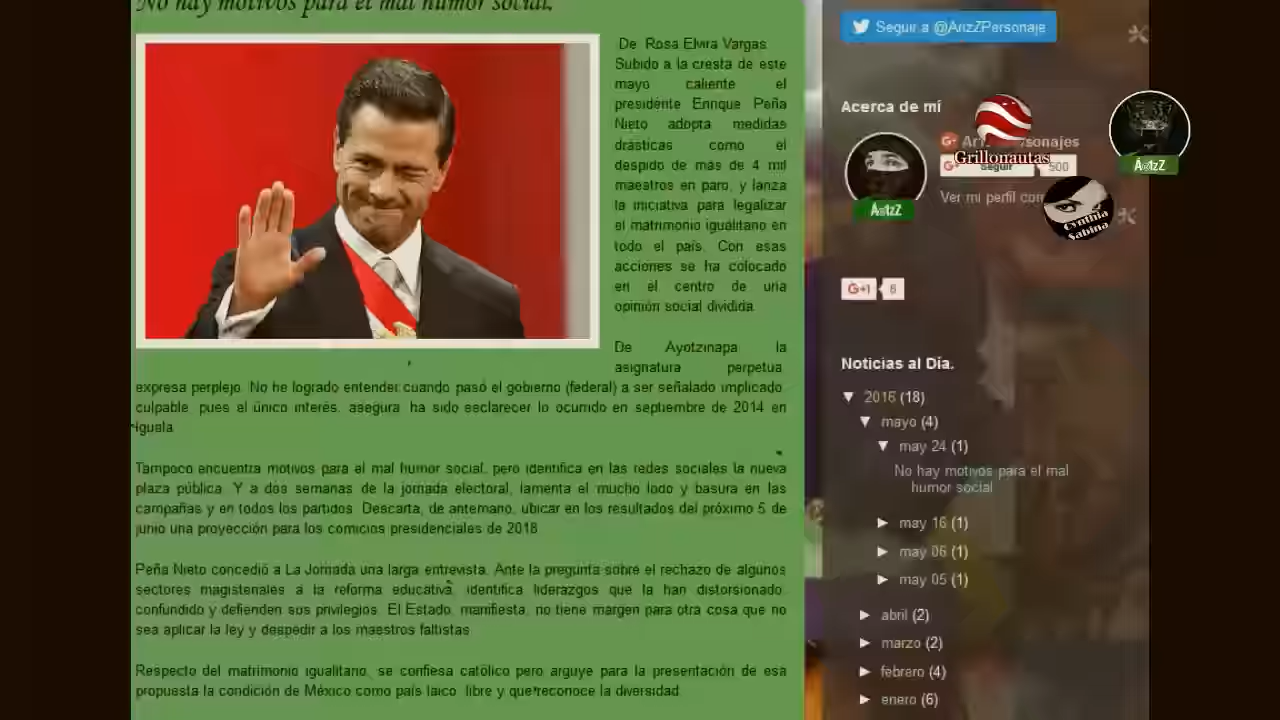 No hay motivos para el mal humor social.
De Rosa Elvira Vargas
Subido a la cresta de este
mayo caliente el
presidente Enrique Peña
Nieto adopta medidas
drásticas como el
despido de más de 4 mil
maestros en paro, y lanza
la iniciativa para legalizar
el matrimonio igualitario en
todo el país. Con esas
acciones se ha colocado
en el centro de una
opinión social dividida.
De Ayotzinapa la
asignatura perpetua,
expresa perplejo. No he logrado entender cuando pasó el gobierno (federal) a ser señalado implicado,
culpable, pues el único interés, asegura, ha sido esclarecer lo ocurrido en septiembre de 2014 en
Iguala.
Tampoco encuentra motivos para el mal humor social, pero identifica en las redes sociales la nueva
plaza pública. Y a dos semanas de la jornada electoral, lamenta el mucho lodo y basura en las
campañas y en todos los partidos. Descarta, de antemano, ubicar en los resultados del próximo 5 de
junio una proyección para los comicios presidenciales de 2018.
Peña Nieto concedió a La Jornada una larga entrevista. Ante la pregunta sobre el rechazo de algunos
sectores magisteriales a la reforma educativa, identifica liderazgos que la han distorsionado,
confundido y defienden sus privilegios. El Estado, manifiesta, no tiene margen para otra cosa que no
sea aplicar la ley y despedir a los maestros faltistas.
Respecto del matrimonio igualitario, se confiesa católico pero arguye para la presentación de esa
propuesta la condición de México como país laico, libre y que reconoce la diversidad.
Seguir a @ArizZPersonaje
Acerca de mí
Grillonautas
Seguir 500
Ver mi perfil
Cynthia
Sabina
G+1 6
Noticias al Día.
▼ 2016 (18)
▼ mayo (4)
▼ may 24 (1)
No hay motivos para el mal
humor social
► may 16 (1)
► may 06 (1)
► may 05 (1)
► abril (2)
► marzo (2)
► febrero (4)
► enero (6)